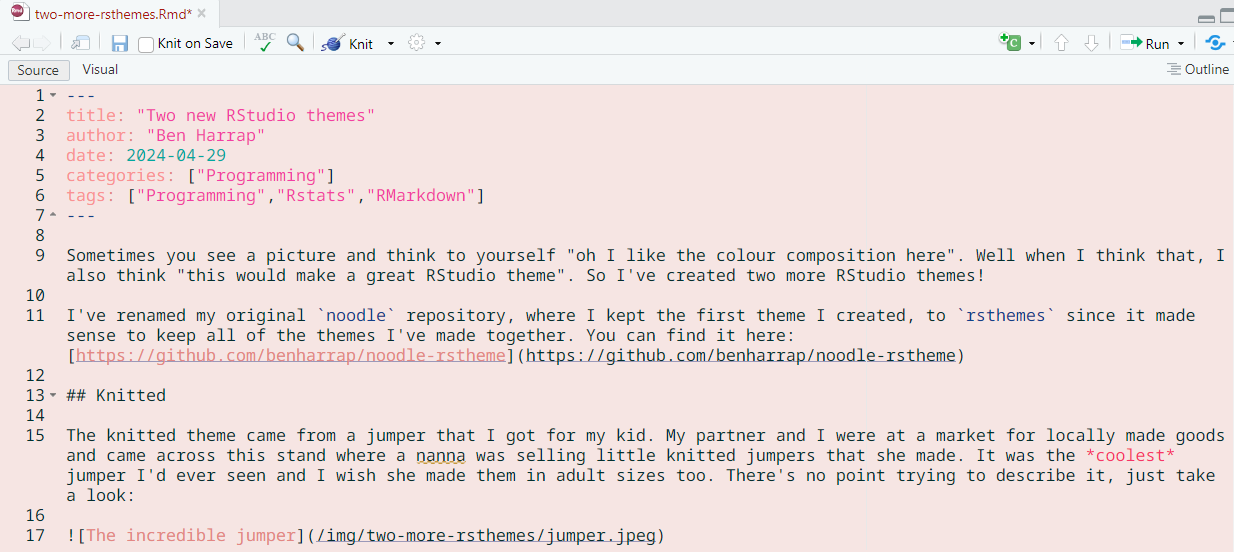 two-more-rsthemes.Rmd*
Knit on Save
ABC
Knit
Run
Source
Visual
Outline
1 ---
2 title: "Two new RStudio themes"
3 author: "Ben Harrap"
4 date: 2024-04-29
5 categories: ["Programming"]
6 tags: ["Programming","Rstats","RMarkdown"]
7 ---
8
9 Sometimes you see a picture and think to yourself "oh I like the colour composition here". Well when I think that, I
also think "this would make a great RStudio theme". So I've created two more RStudio themes!
10
11 I've renamed my original `noodle` repository, where I kept the first theme I created, to `rsthemes` since it made
sense to keep all of the themes I've made together. You can find it here:
[https://github.com/benharrap/noodle-rstheme](https://github.com/benharrap/noodle-rstheme)
12
13 ## Knitted
14
15 The knitted theme came from a jumper that I got for my kid. My partner and I were at a market for locally made goods
and came across this stand where a nanna was selling little knitted jumpers that she made. It was the *coolest*
jumper I'd ever seen and I wish she made them in adult sizes too. There's no point trying to describe it, just take
a look:
16
17 ![The incredible jumper](/img/two-more-rsthemes/jumper.jpeg)